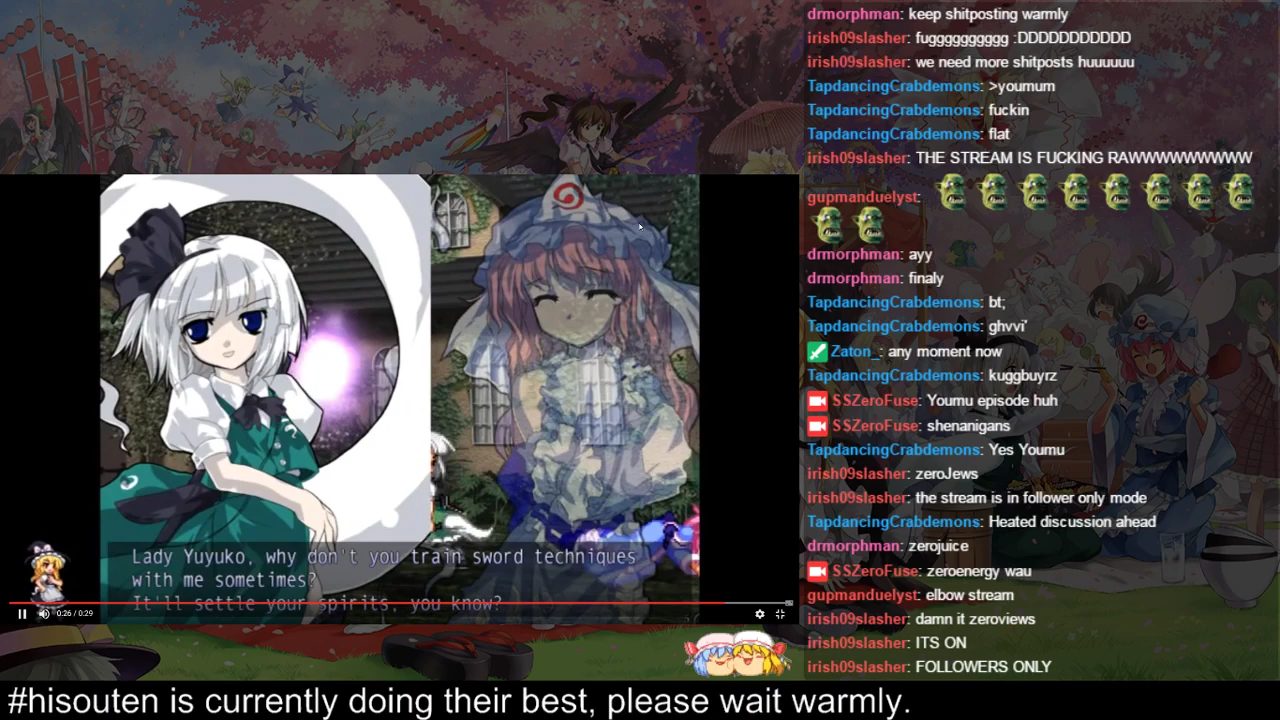 drmorphman: keep shitposting warmly
irish09slasher: fuggggggggg :DDDDDDDDDDD
irish09slasher: we need more shitposts huuuuuu
TapdancingCrabdemons: >youmum
TapdancingCrabdemons: fuckin
TapdancingCrabdemons: flat
irish09slasher: THE STREAM IS FUCKING RAWWWWWWWWWW
gupmanduelyst:
drmorphman: ayy
drmorphman: finaly
TapdancingCrabdemons: bt;
TapdancingCrabdemons: ghvvi'
Zaton_: any moment now
TapdancingCrabdemons: kuggbuyrz
SSZeroFuse: Youmu episode huh
SSZeroFuse: shenanigans
TapdancingCrabdemons: Yes Youmu
irish09slasher: zeroJews
irish09slasher: the stream is in follower only mode
TapdancingCrabdemons: Heated discussion ahead
drmorphman: zerojuice
SSZeroFuse: zeroenergy wau
gupmanduelyst: elbow stream
irish09slasher: damn it zeroviews
irish09slasher: ITS ON
irish09slasher: FOLLOWERS ONLY
Lady Yuyuko, why don't you train sword techniques
with me sometimes?
It'll settle your spirits, you know?
0:26 / 0:29
#hisouten is currently doing their best, please wait warmly.